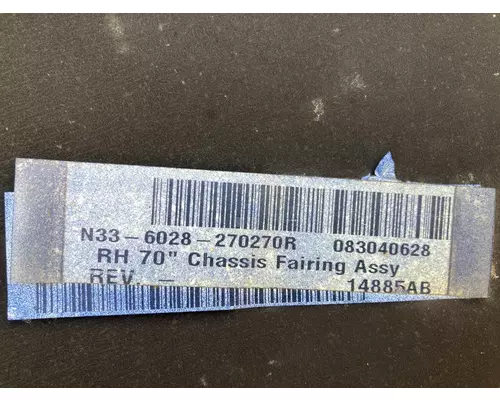 N33-6028-270270R 083040628
RH 70" Chassis Fairing Assy
REV. - 14885AB